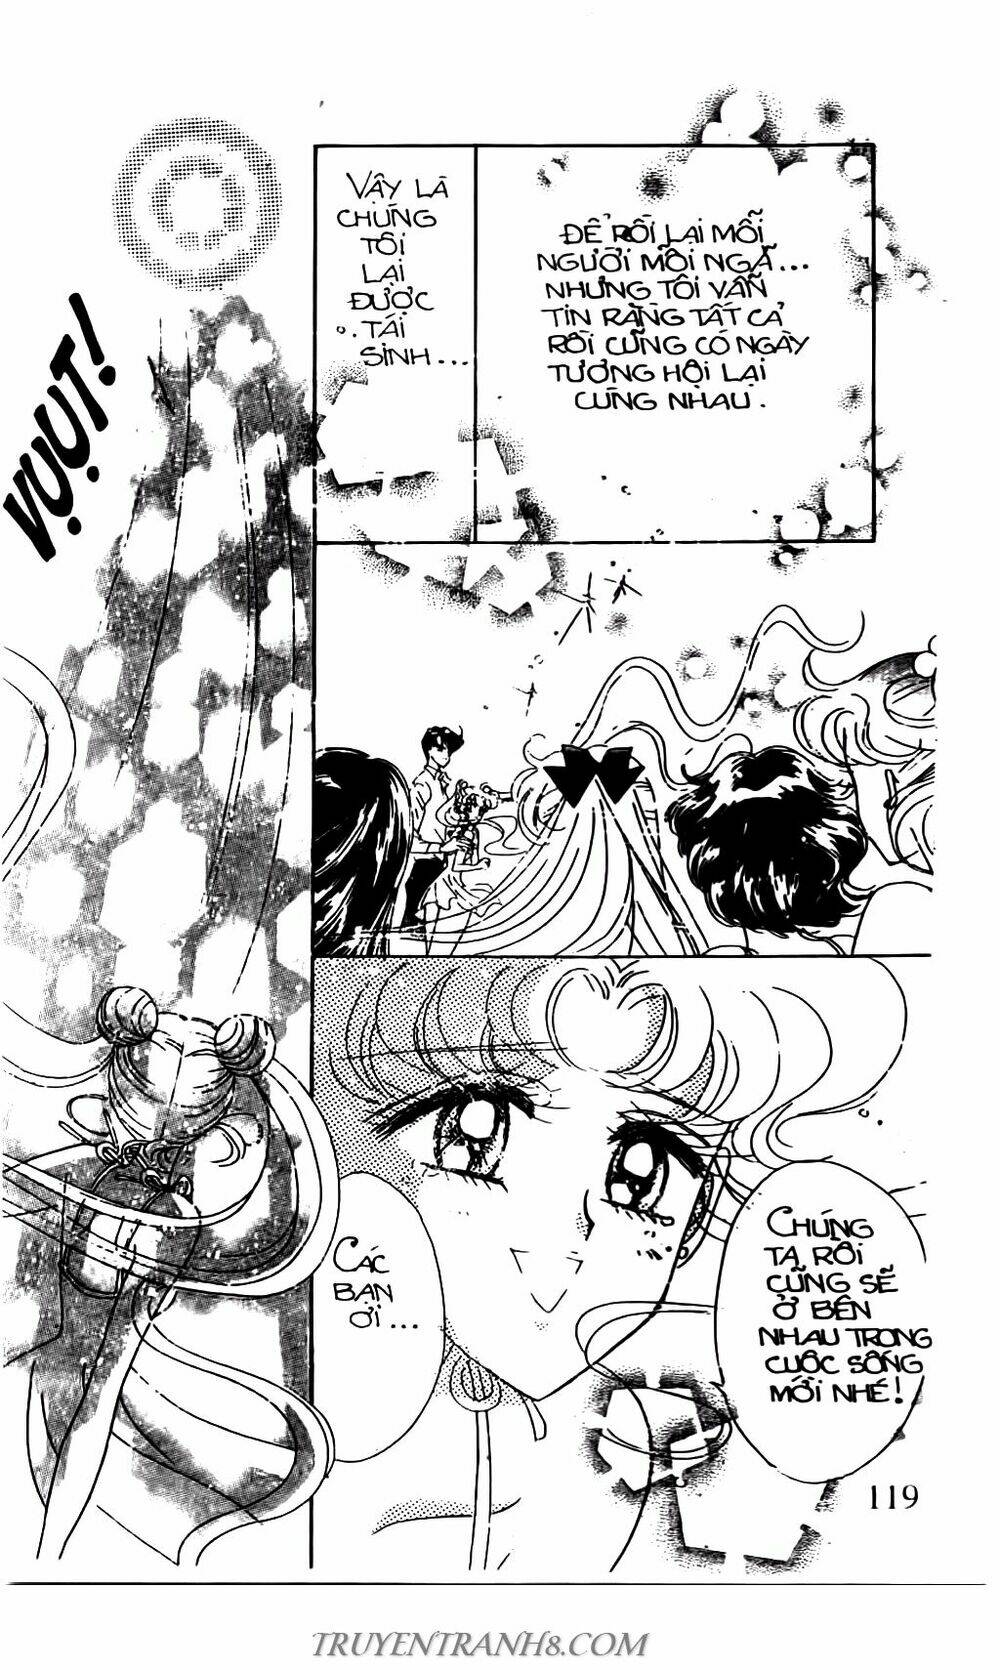 VẬY LÀ
CHÚNG
TÔI
LẠI
ĐƯỢC
TÁI
SINH...
ĐỂ RỒI LẠI MỖI
NGƯỜI MỖI NGÃ...
NHƯNG TÔI VẪN
TIN RẰNG TẤT CẢ
RỒI CŨNG CÓ NGÀY
TƯƠNG HỘI LẠI
CÙNG NHAU.
VỤỤT!
CÁC
BẠN
ƠI...
CHÚNG
TA RỒI
CŨNG SẼ
Ở BÊN
NHAU TRONG
CUỘC SỐNG
MỚI NHÉ!
119
TRUYENTRANH8.COM